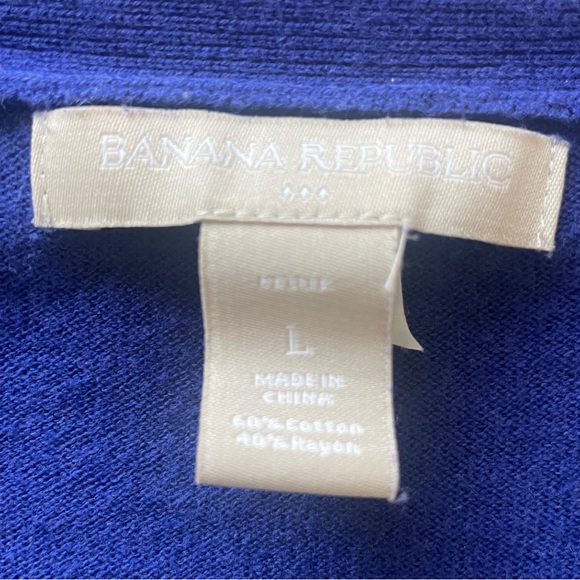 BANANA REPUBLIC
L
MADE IN
CHINA
60% Cotton
40% Rayon